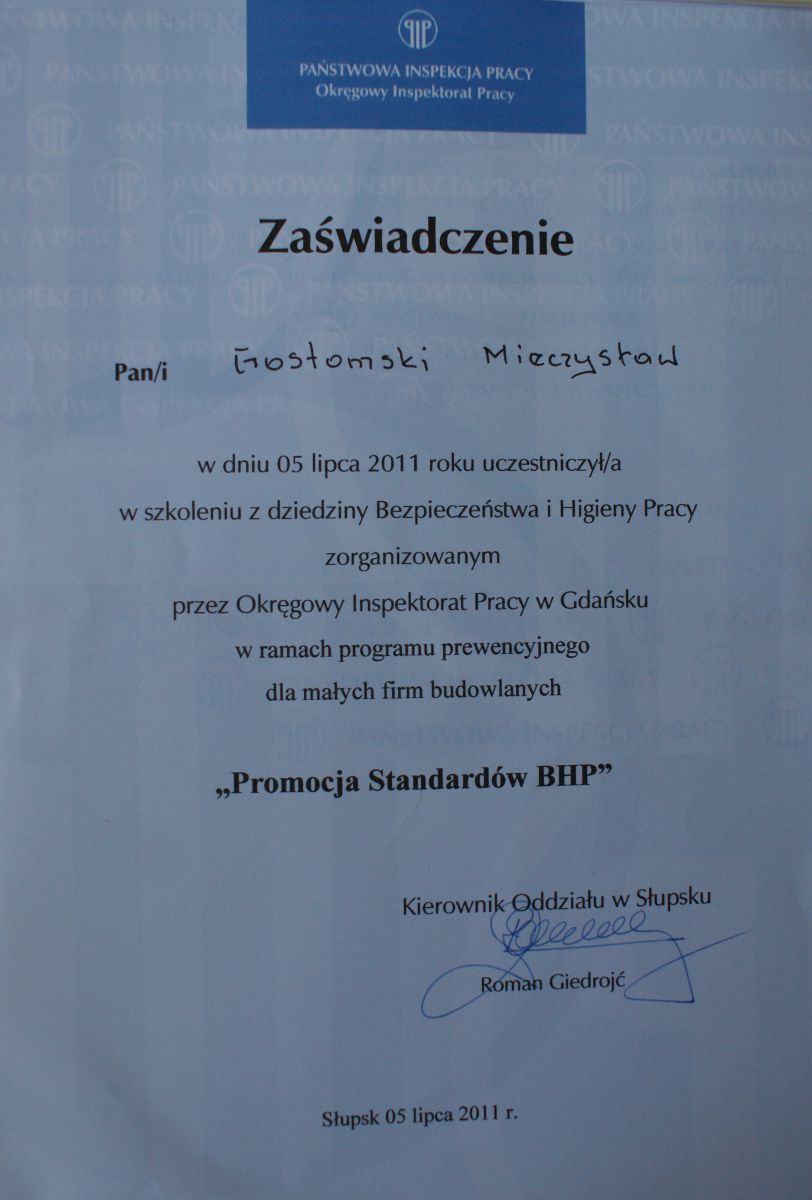 PAŃSTWOWA INSPEKCJA PRACY
Okręgowy Inspektorat Pracy
Zaświadczenie
Pan/i Gostomski Mieczysław
w dniu 05 lipca 2011 roku uczestniczył/a
w szkoleniu z dziedziny Bezpieczeństwa i Higieny Pracy
zorganizowanym
przez Okręgowy Inspektorat Pracy w Gdańsku
w ramach programu prewencyjnego
dla małych firm budowlanych
„Promocja Standardów BHP”
Kierownik Oddziału w Słupsku
Roman Giedrojć
Słupsk 05 lipca 2011 r.